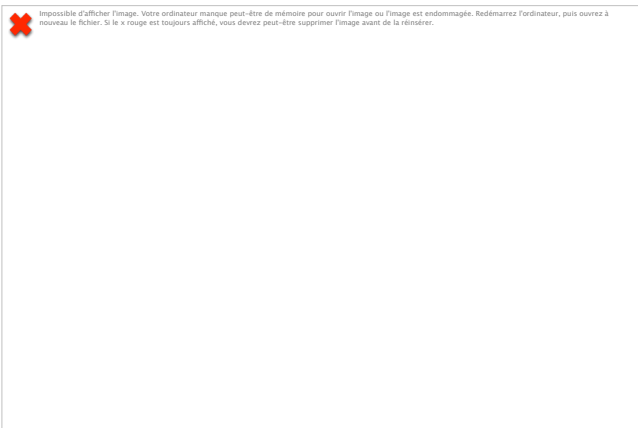 Impossible d'afficher l'image. Votre ordinateur manque peut-être de mémoire pour ouvrir l'image ou l'image est endommagée. Redémarrez l'ordinateur, puis ouvrez à
nouveau le fichier. Si le x rouge est toujours affiché, vous devrez peut-être supprimer l'image avant de la réinsérer.